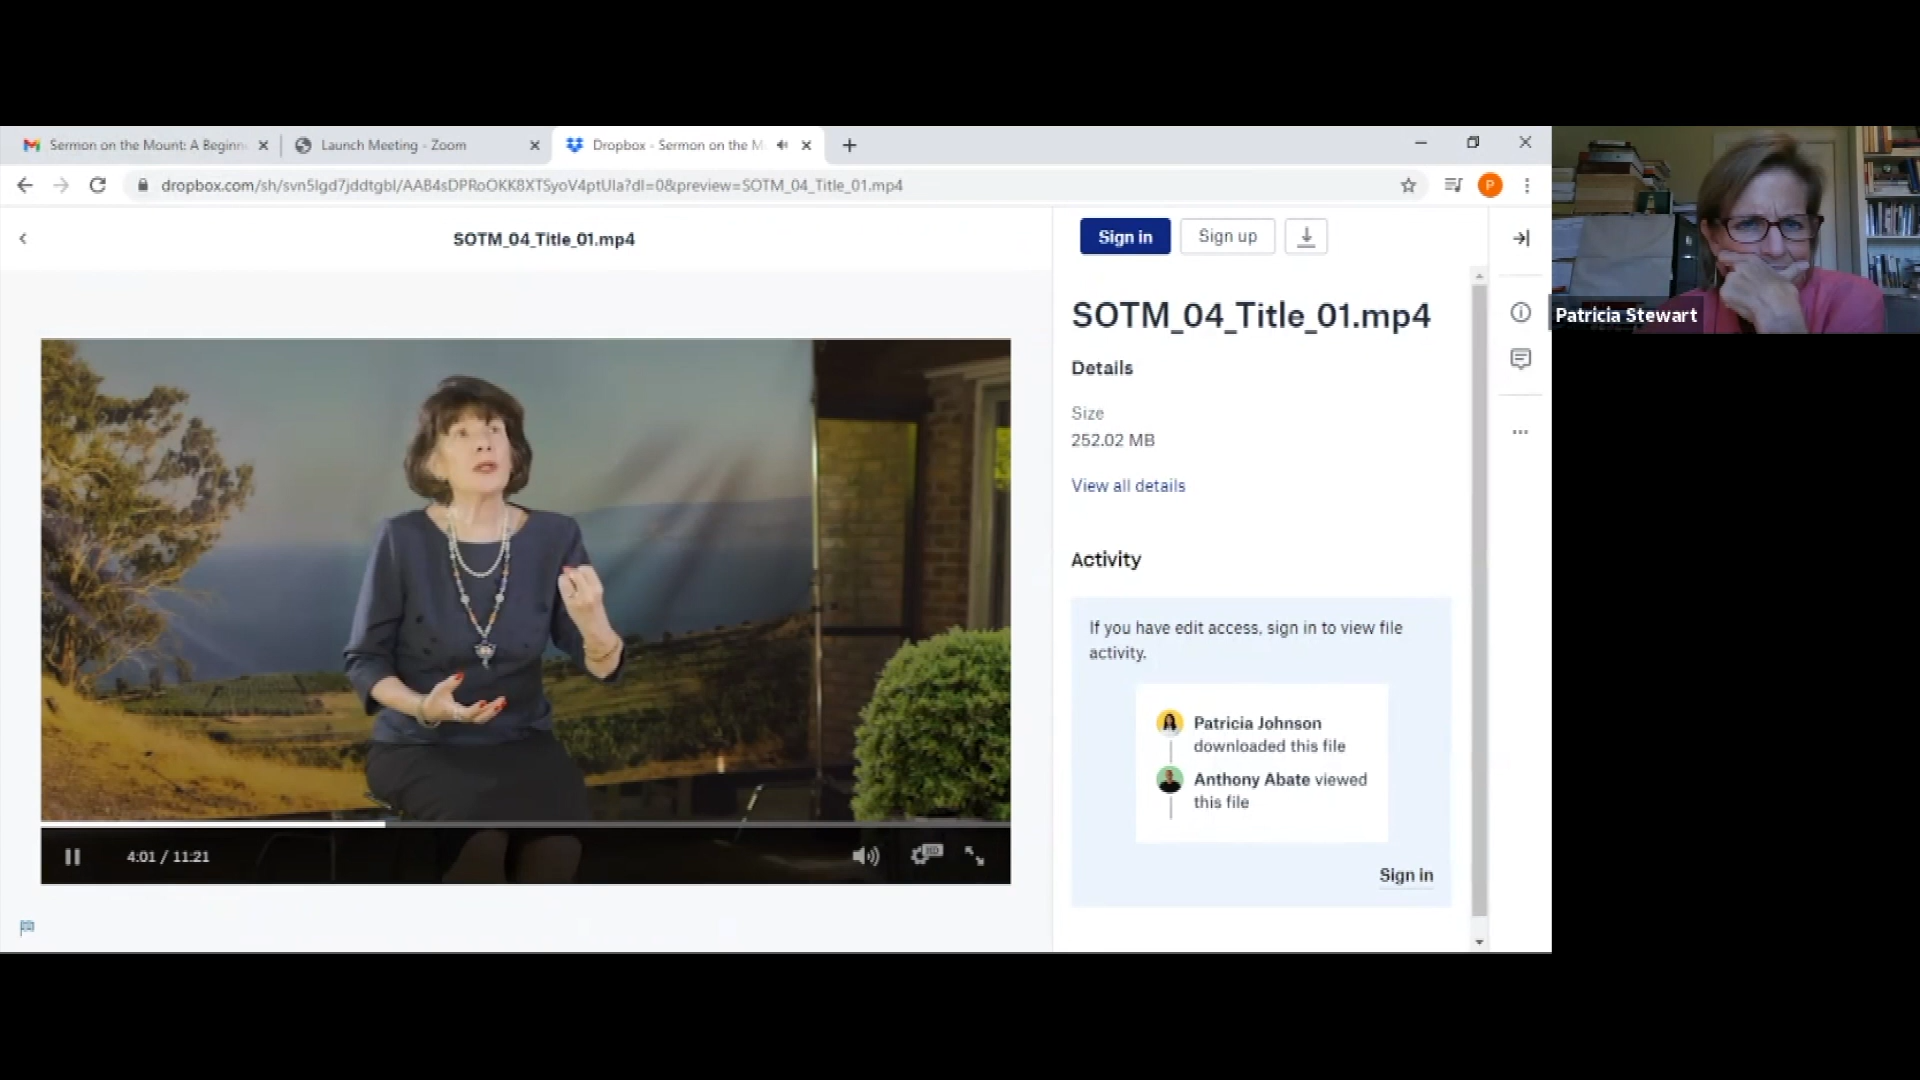 Sermon on the Mount: A Beginn
Launch Meeting - Zoom
Dropbox - Sermon on the M
dropbox.com/sh/svn5lgd7jddtgbl/AAB4sDPRoOKK8XTSyoV4ptUla?dl=0&preview=SOTM_04_Title_01.mp4
P
SOTM_04_Title_01.mp4
Sign in
Sign up
SOTM_04_Title_01.mp4
Details
Size
252.02 MB
View all details
Activity
If you have edit access, sign in to view file
activity.
Patricia Johnson
downloaded this file
Anthony Abate viewed
this file
Sign in
4:01 / 11:21
HD
Patricia Stewart